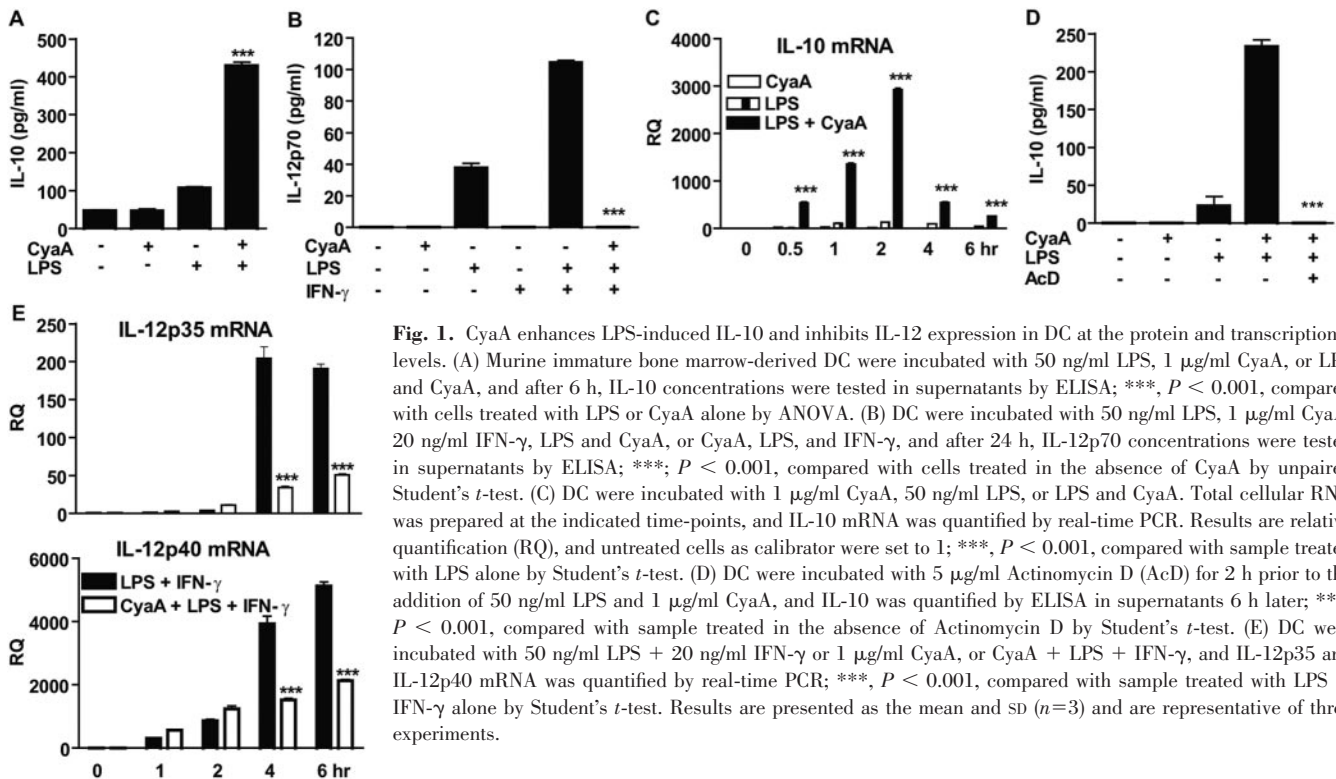 A
500
400
300
200
100
0
IL-10 (pg/ml)
***
CyaA - + - +
LPS - - + +
B
120
100
80
60
40
20
0
IL-12p70 (pg/ml)
***
CyaA - + - - - +
LPS - - + - + +
IFN-γ - - - + + +
C
IL-10 mRNA
4000
3000
2000
1000
0
RQ
CyaA
LPS
LPS + CyaA
*** *** *** *** ***
0 0.5 1 2 4 6 hr
D
250
200
150
100
50
0
IL-10 (pg/ml)
***
CyaA - + - + +
LPS - - + + +
AcD - - - - +
E
IL-12p35 mRNA
250
200
150
100
50
0
RQ
*** ***
IL-12p40 mRNA
6000
4000
2000
0
RQ
LPS + IFN-γ
CyaA + LPS + IFN-γ
*** ***
0 1 2 4 6 hr
Fig. 1. CyaA enhances LPS-induced IL-10 and inhibits IL-12 expression in DC at the protein and transcription
levels. (A) Murine immature bone marrow-derived DC were incubated with 50 ng/ml LPS, 1 μg/ml CyaA, or
and CyaA, and after 6 h, IL-10 concentrations were tested in supernatants by ELISA; ***, P < 0.001, compare
with cells treated with LPS or CyaA alone by ANOVA. (B) DC were incubated with 50 ng/ml LPS, 1 μg/ml
20 ng/ml IFN-γ, LPS and CyaA, or CyaA, LPS, and IFN-γ, and after 24 h, IL-12p70 concentrations were
in supernatants by ELISA; ***; P < 0.001, compared with cells treated in the absence of CyaA by
Student's t-test. (C) DC were incubated with 1 μg/ml CyaA, 50 ng/ml LPS, or LPS and CyaA. Total cellular
was prepared at the indicated time-points, and IL-10 mRNA was quantified by real-time PCR. Results are relative
quantification (RQ), and untreated cells as calibrator were set to 1; ***, P < 0.001, compared with sample
with LPS alone by Student's t-test. (D) DC were incubated with 5 μg/ml Actinomycin D (AcD) for 2 h prior to
addition of 50 ng/ml LPS and 1 μg/ml CyaA, and IL-10 was quantified by ELISA in supernatants 6 h later; **
P < 0.001, compared with sample treated in the absence of Actinomycin D by Student's t-test. (E) DC
incubated with 50 ng/ml LPS + 20 ng/ml IFN-γ or 1 μg/ml CyaA, or CyaA + LPS + IFN-γ, and IL-12p35
IL-12p40 mRNA was quantified by real-time PCR; ***, P < 0.001, compared with sample treated with LPS
IFN-γ alone by Student's t-test. Results are presented as the mean and SD (n=3) and are representative of
experiments.